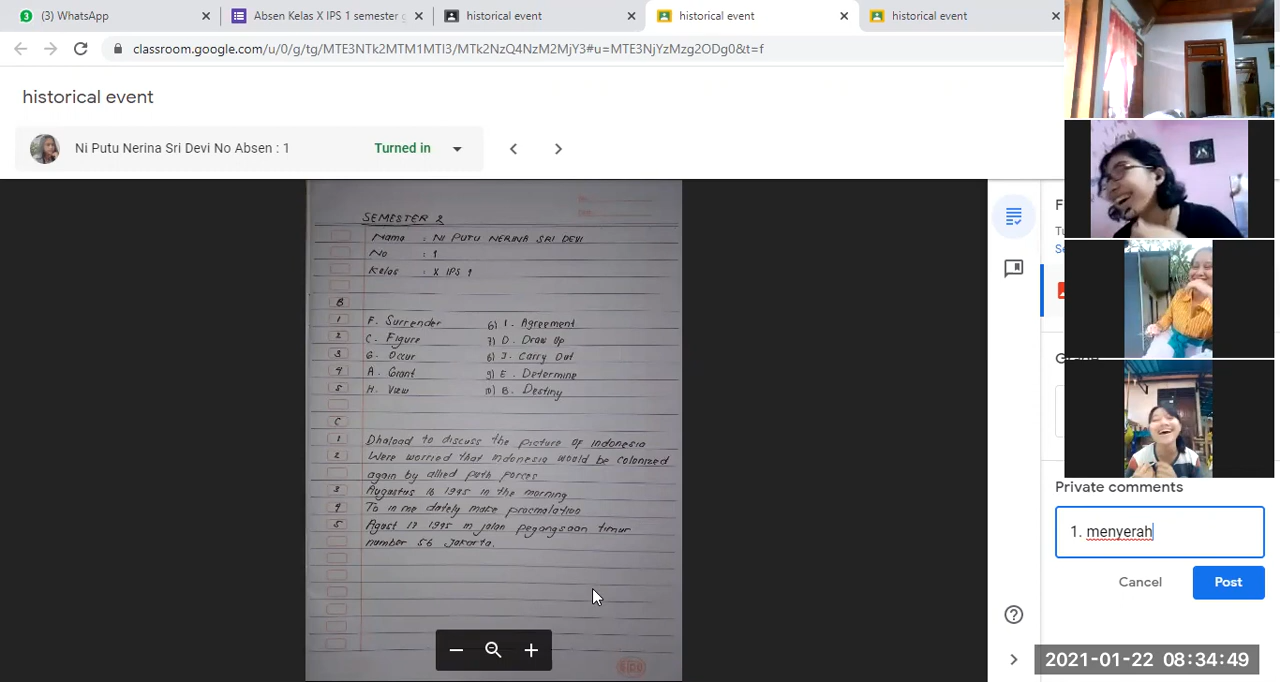 (3) WhatsApp
Absen Kelas X IPS 1 semester
historical event
historical event
historical event
classroom.google.com/u/0/g/tg/MTE3NTk2MTM1MTI3/MTk2NzQ4NzM2MjY3#u=MTE3NjYzMzg2ODg0&t=f
historical event
Ni Putu Nerina Sri Devi No Absen : 1
Turned in
SEMESTER 2
Nama : NI PUTU NERINA SRI DEVI
No : 1
Kelas : X IPS 1
B
1 F. Surrender 6) I. Agreement
2 C. Figure 7) D. Draw Up
3 G. Occur 8) J. Carry Out
4 A. Grant 9) E. Determine
5 H. View 10) B. Destiny
C
1 Dhaload to discuss the picture of indonesia
2 Were worried that indonesia would be colonized
again by allied puth forces
3 Agustus 16 1945 in the morning
4 To in me dately make procmalatioo
5 Agost 17 1945 in jalan pegangsaan timur
number 56 Jakarta.
Private comments
1. menyerah
Cancel
Post
2021-01-22 08:34:49